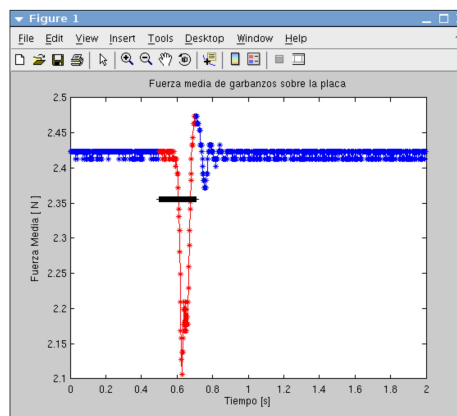 Figure 1
File Edit View Insert Tools Desktop Window Help
Fuerza media de garbanzos sobre la placa
2.5
2.45
2.4
2.35
2.3
2.25
2.2
2.15
2.1
Fuerza Media [ N ]
0 0.2 0.4 0.6 0.8 1 1.2 1.4 1.6 1.8 2
Tiempo [s]